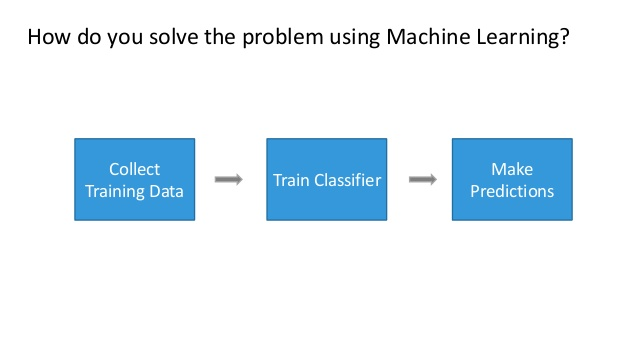 How do you solve the problem using Machine Learning?
Collect
Training Data
Train Classifier
Make
Predictions